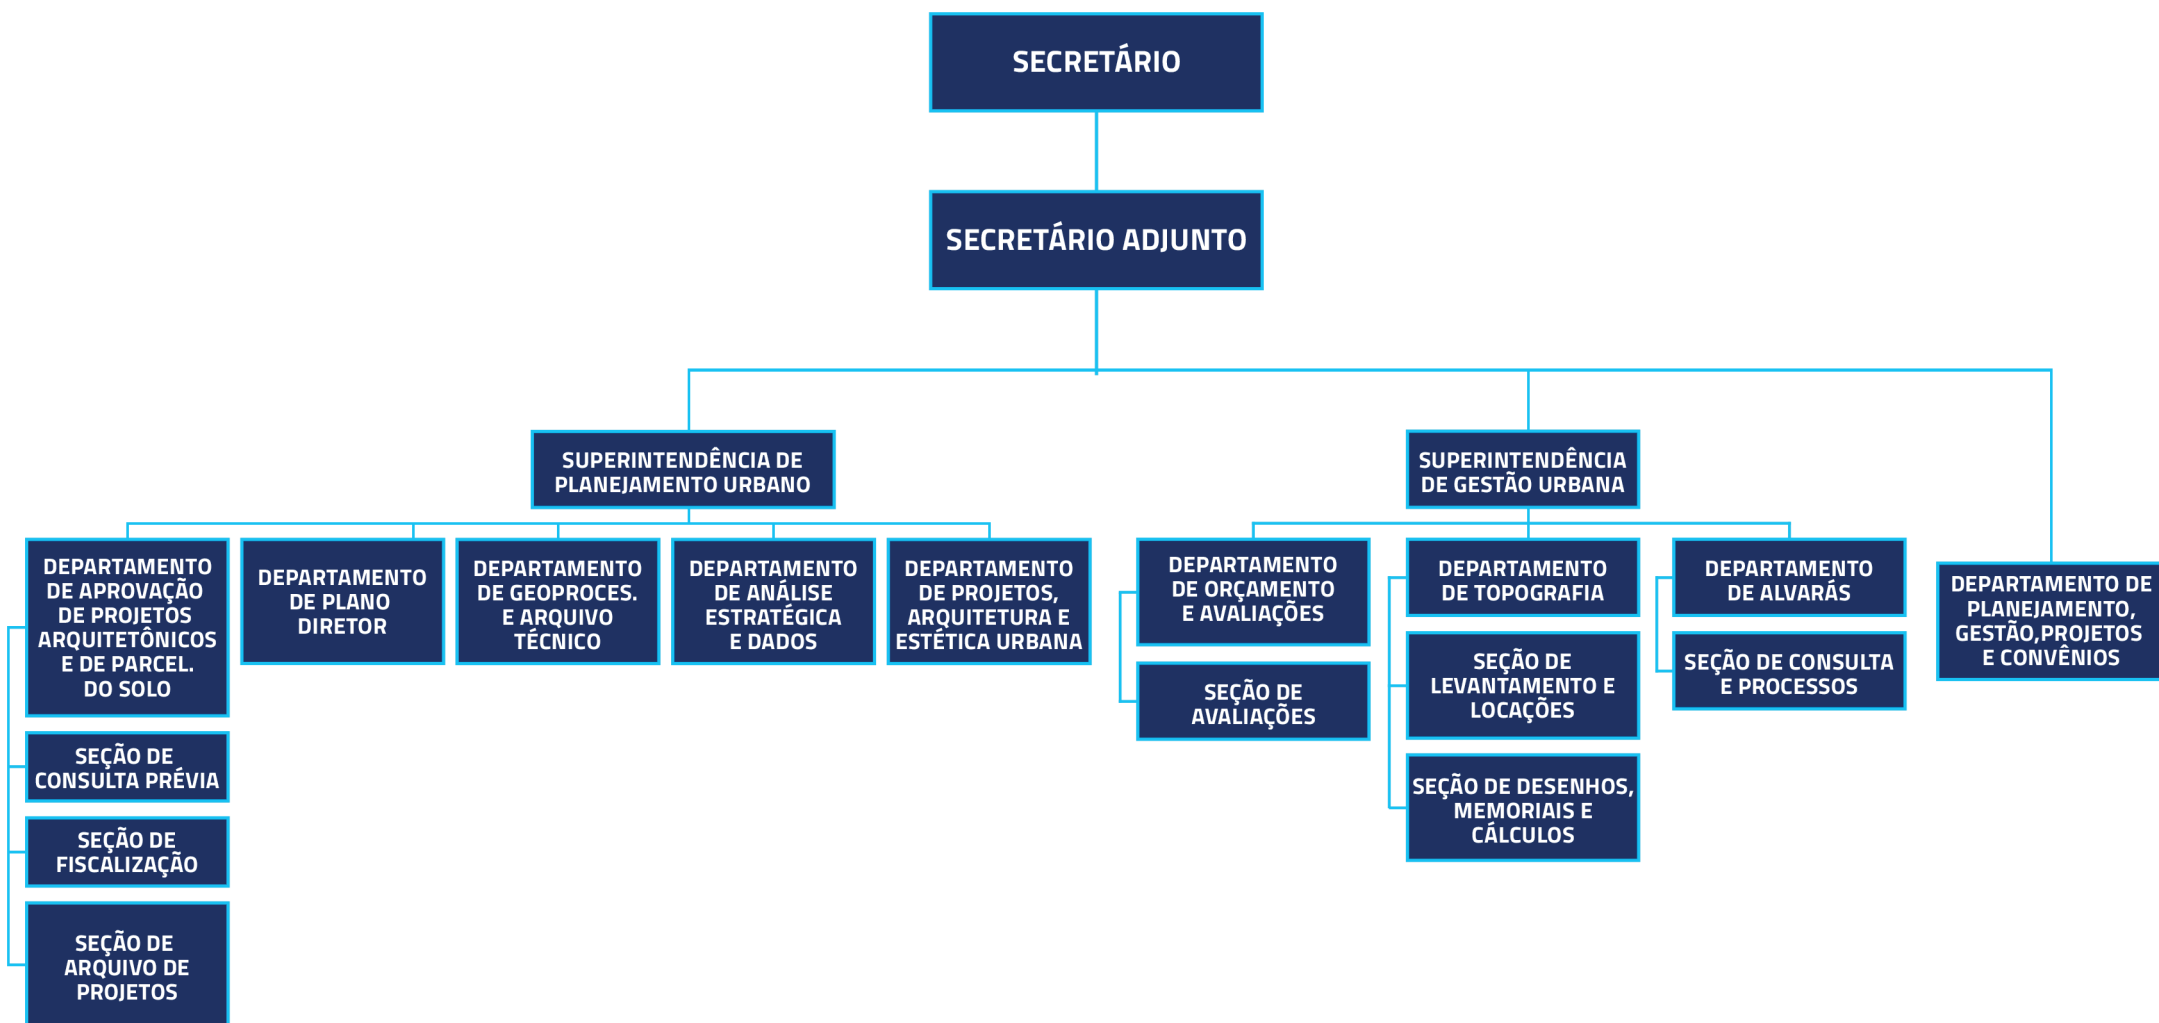 SECRETÁRIO
SECRETÁRIO ADJUNTO
SUPERINTENDÊNCIA DE
PLANEJAMENTO URBANO
SUPERINTENDÊNCIA
DE GESTÃO URBANA
DEPARTAMENTO
DE APROVAÇÃO
DE PROJETOS
ARQUITETÔNICOS
E DE PARCEL.
DO SOLO
SEÇÃO DE
CONSULTA PRÉVIA
SEÇÃO DE
FISCALIZAÇÃO
SEÇÃO DE
ARQUIVO DE
PROJETOS
DEPARTAMENTO
DE PLANO
DIRETOR
DEPARTAMENTO
DE GEOPROCES.
E ARQUIVO
TÉCNICO
DEPARTAMENTO
DE ANÁLISE
ESTRATÉGICA
E DADOS
DEPARTAMENTO
DE PROJETOS,
ARQUITETURA E
ESTÉTICA URBANA
DEPARTAMENTO
DE ORÇAMENTO
E AVALIAÇÕES
SEÇÃO DE
AVALIAÇÕES
DEPARTAMENTO
DE TOPOGRAFIA
SEÇÃO DE
LEVANTAMENTO E
LOCAÇÕES
SEÇÃO DE DESENHOS,
MEMORIAIS E
CÁLCULOS
DEPARTAMENTO
DE ALVARÁS
SEÇÃO DE CONSULTA
E PROCESSOS
DEPARTAMENTO DE
PLANEJAMENTO,
GESTÃO,PROJETOS
E CONVÊNIOS